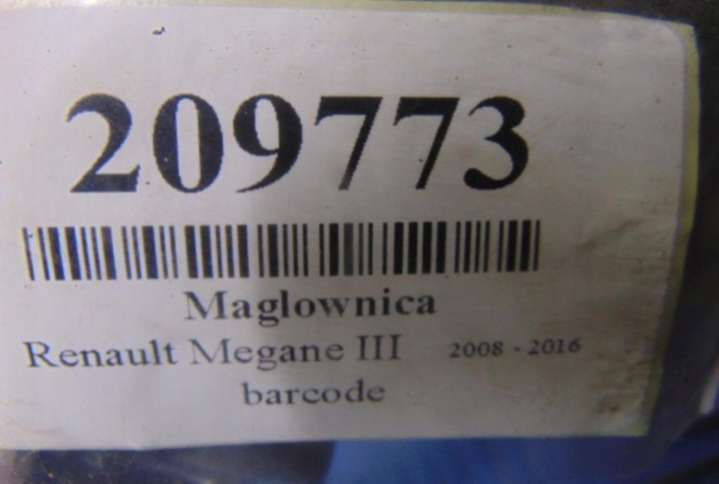 209773
Maglownica
Renault Megane III 2008 - 2016
barcode